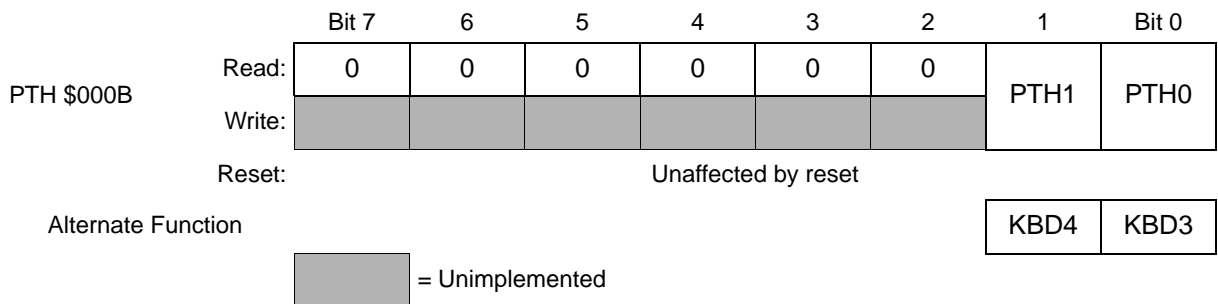 Bit 7 6 5 4 3 2 1 Bit 0
PTH $000B
Read: 0 0 0 0 0 0 PTH1 PTH0
Write:
Reset: Unaffected by reset
Alternate Function KBD4 KBD3
= Unimplemented